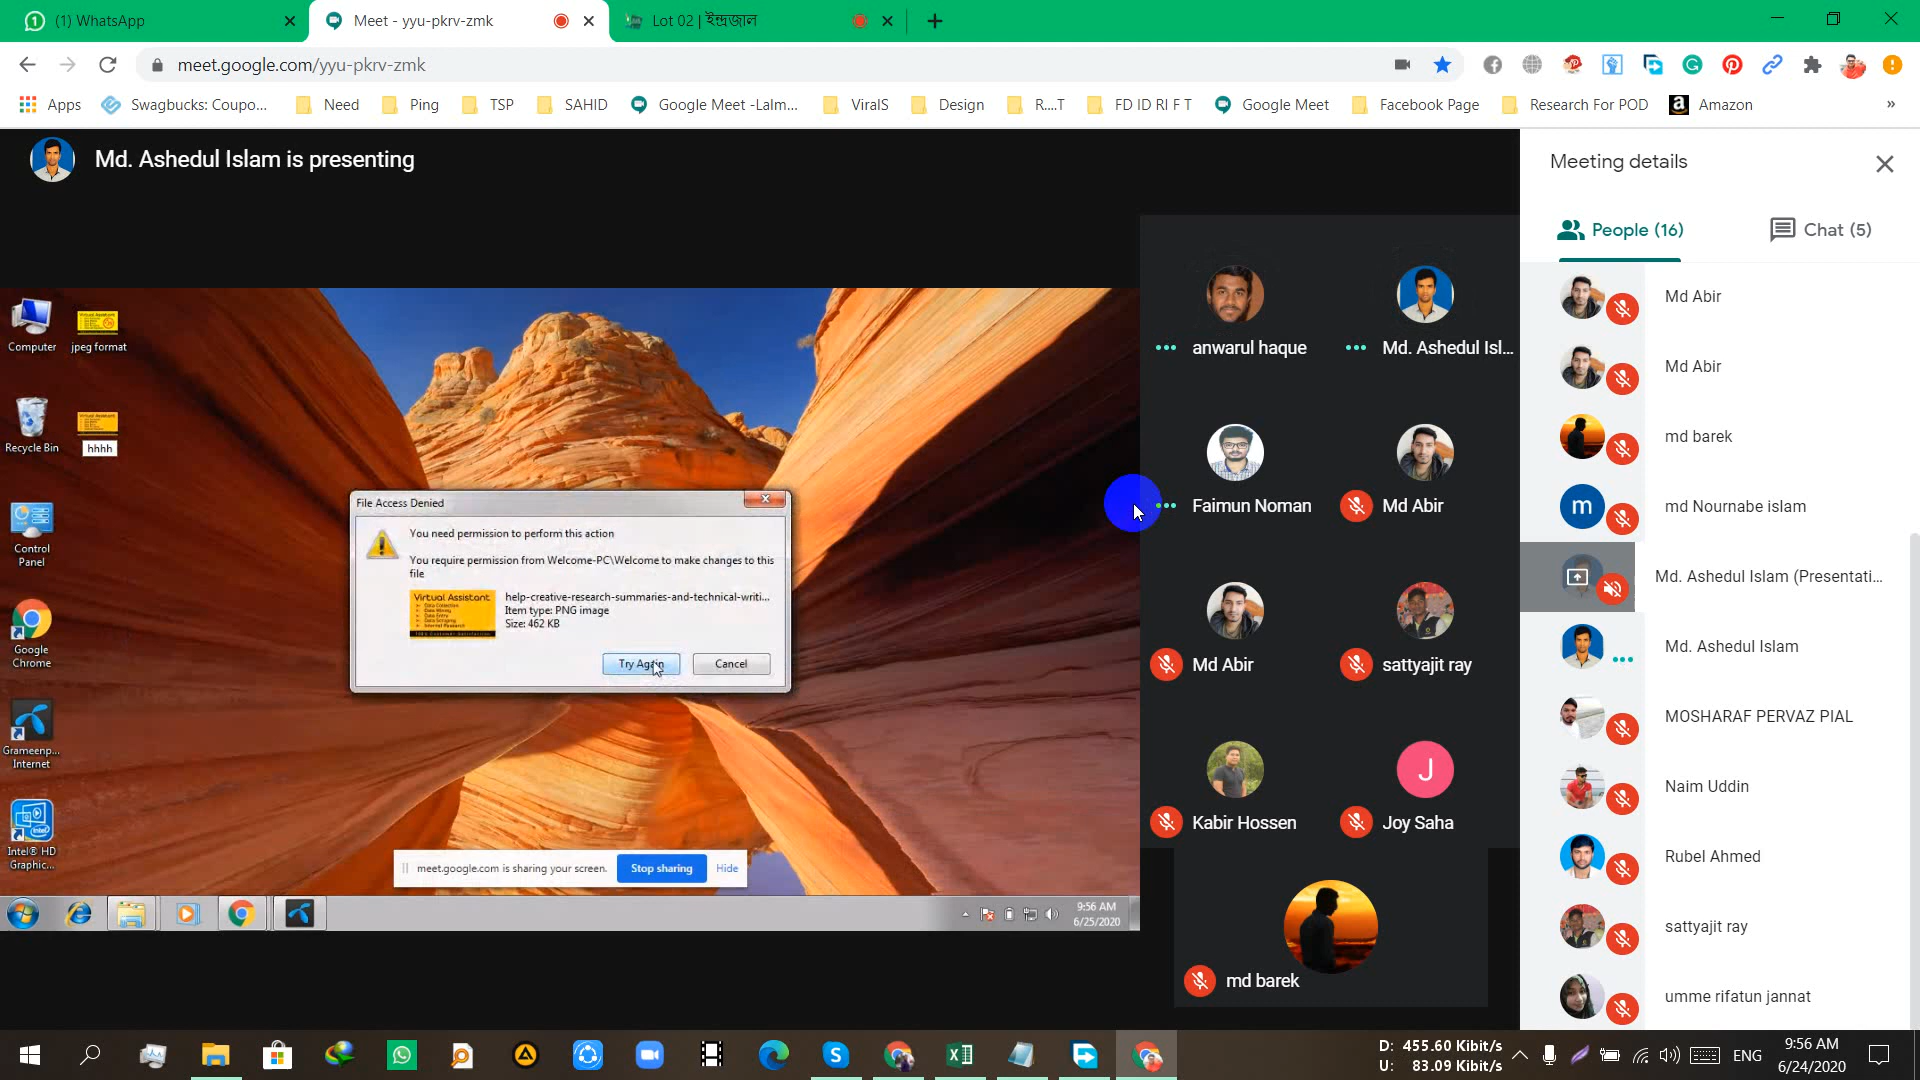 (1) WhatsApp
Meet - yyu-pkrv-zmk
Lot 02 | ইন্দ্রজাল
meet.google.com/yyu-pkrv-zmk
Apps
Swagbucks: Coupo...
Need
Ping
TSP
SAHID
Google Meet -Lalm...
ViralS
Design
R....T
FD ID RI F T
Google Meet
Facebook Page
Research For POD
Amazon
»
Md. Ashedul Islam is presenting
Computer
jpeg format
Recycle Bin
hhhh
Control
Panel
Google
Chrome
Grameenp...
Internet
Intel® HD
Graphic...
File Access Denied
You need permission to perform this action
You require permission from Welcome-PC\Welcome to make changes to this
file
Virtual Assistant
help-creative-research-summaries-and-technical-writi...
Item type: PNG image
Size: 462 KB
Try Again
Cancel
meet.google.com is sharing your screen.
Stop sharing
Hide
9:56 AM
6/25/2020
anwarul haque
Md. Ashedul Isl...
Faimun Noman
Md Abir
Md Abir
sattyajit ray
Kabir Hossen
J
Joy Saha
md barek
Meeting details
People (16)
Chat (5)
Md Abir
Md Abir
md barek
m
md Nournabe islam
Md. Ashedul Islam (Presentati...
Md. Ashedul Islam
MOSHARAF PERVAZ PIAL
Naim Uddin
Rubel Ahmed
sattyajit ray
umme rifatun jannat
D: 455.60 Kibit/s
U: 83.09 Kibit/s
ENG
9:56 AM
6/24/2020